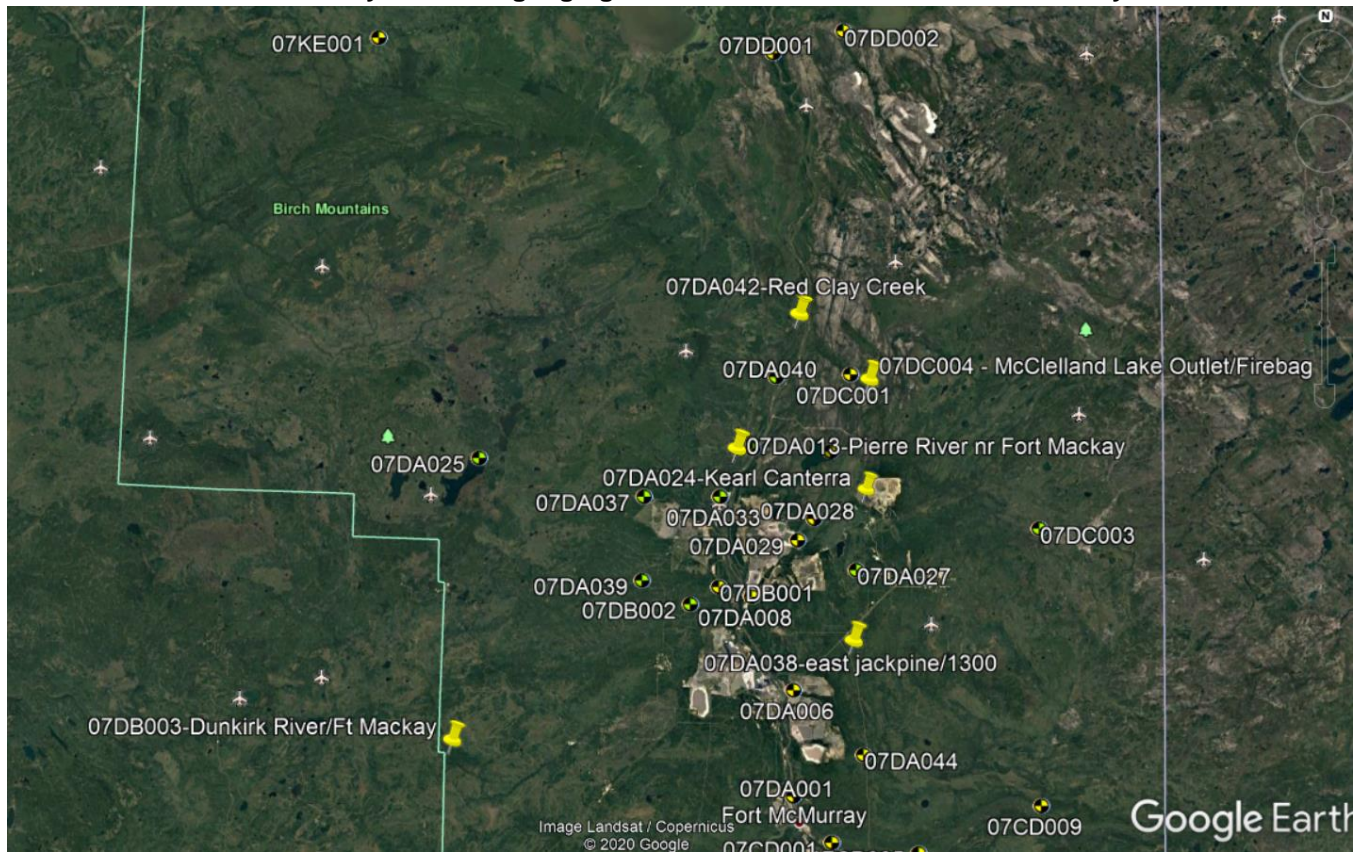 07KE001
07DD001
07DD002
N
Birch Mountains
07DA042-Red Clay Creek
07DA040
07DC004 - McClelland Lake Outlet/Firebag
07DC001
07DA013-Pierre River nr Fort Mackay
07DA025
07DA024-Kearl Canterra
07DA037
07DA033
07DA028
07DC003
07DA029
07DA027
07DA039
07DB001
07DB002
07DA008
07DA038-east jackpine/1300
07DA006
07DB003-Dunkirk River/Ft Mackay
07DA044
07DA001
Fort McMurray
07CD009
Google Earth
Image Landsat / Copernicus
© 2020 Google
07CD001